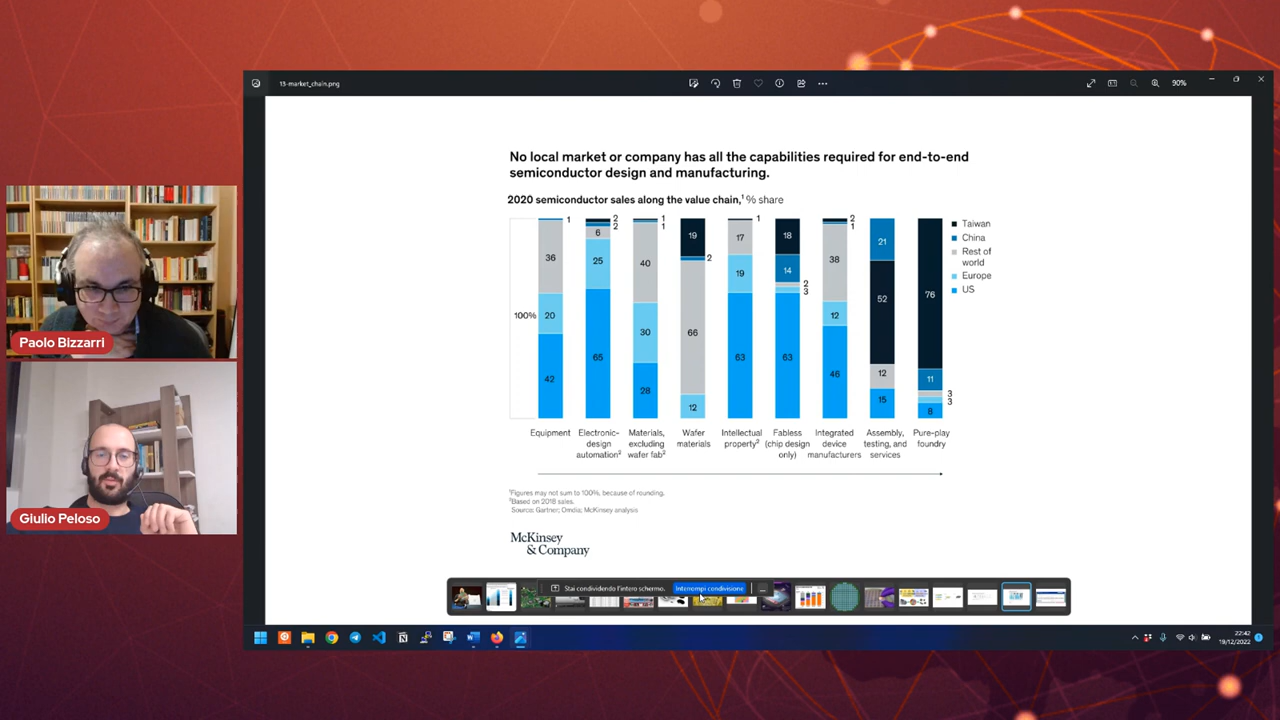 13-market_chain.png
90%
No local market or company has all the capabilities required for end-to-end
semiconductor design and manufacturing.
2020 semiconductor sales along the value chain,¹ % share
100%
1
36
20
42
2
2
6
25
65
1
1
40
30
28
19
2
66
12
1
17
19
63
18
14
2
3
63
2
1
38
12
46
21
52
12
15
76
11
3
3
8
Taiwan
China
Rest of
world
Europe
US
Equipment
Electronic-
design
automation²
Materials,
excluding
wafer fab²
Wafer
materials
Intellectual
property²
Fabless
(chip design
only)
Integrated
device
manufacturers
Assembly,
testing, and
services
Pure-play
foundry
¹Figures may not sum to 100%, because of rounding.
²Based on 2018 sales.
Source: Gartner; Omdia; McKinsey analysis
McKinsey
& Company
Paolo Bizzarri
Giulio Peloso
Stai condividendo l'intero schermo.
Interrompi condivisione
22:42
19/12/2022